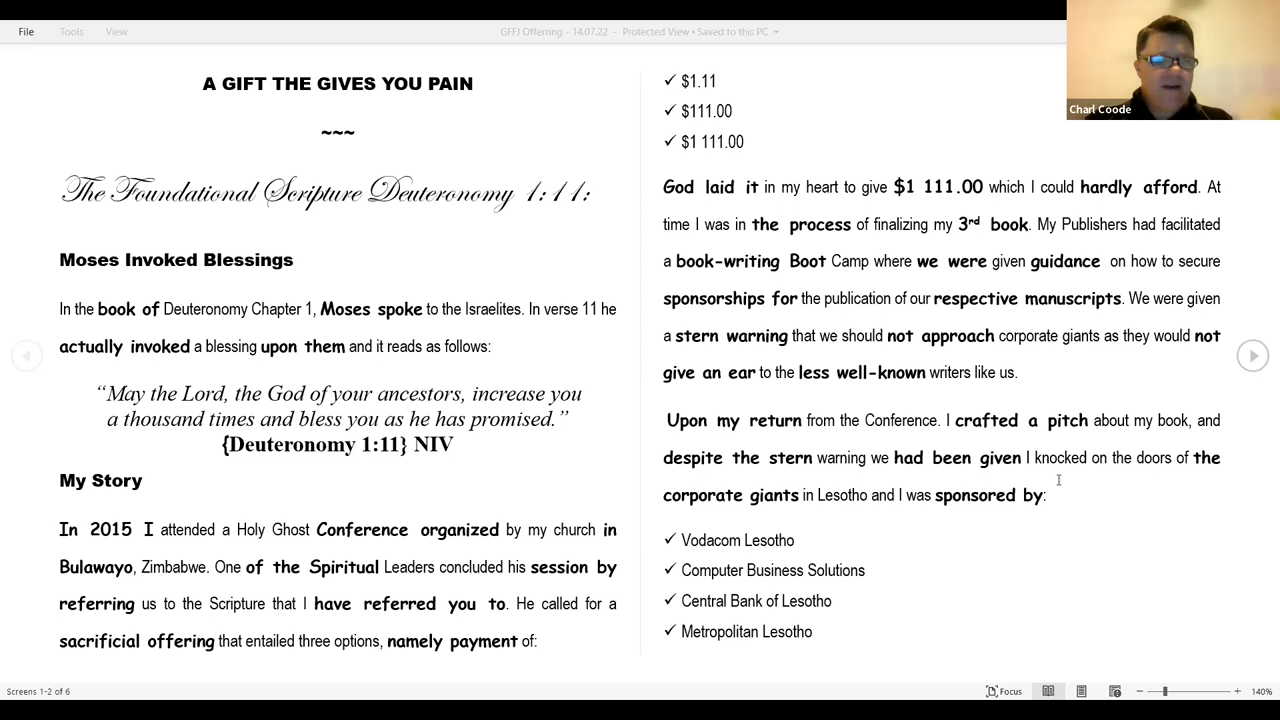 File
Tools
View
GFFJ Offerring - 14.07.22 - Protected View • Saved to this PC
Charl Coode
A GIFT THE GIVES YOU PAIN
~~~
The Foundational Scripture Deuteronomy 1:11:
Moses Invoked Blessings
In the book of Deuteronomy Chapter 1, Moses spoke to the Israelites. In verse 11 he
actually invoked a blessing upon them and it reads as follows:
“May the Lord, the God of your ancestors, increase you
a thousand times and bless you as he has promised.”
{Deuteronomy 1:11} NIV
My Story
In 2015 I attended a Holy Ghost Conference organized by my church in
Bulawayo, Zimbabwe. One of the Spiritual Leaders concluded his session by
referring us to the Scripture that I have referred you to. He called for a
sacrificial offering that entailed three options, namely payment of:
✓ $1.11
✓ $111.00
✓ $1 111.00
God laid it in my heart to give $1 111.00 which I could hardly afford. At
time I was in the process of finalizing my 3rd book. My Publishers had facilitated
a book-writing Boot Camp where we were given guidance on how to secure
sponsorships for the publication of our respective manuscripts. We were given
a stern warning that we should not approach corporate giants as they would not
give an ear to the less well-known writers like us.
Upon my return from the Conference. I crafted a pitch about my book, and
despite the stern warning we had been given I knocked on the doors of the
corporate giants in Lesotho and I was sponsored by:
✓ Vodacom Lesotho
✓ Computer Business Solutions
✓ Central Bank of Lesotho
✓ Metropolitan Lesotho
Screens 1-2 of 6
Focus
140%